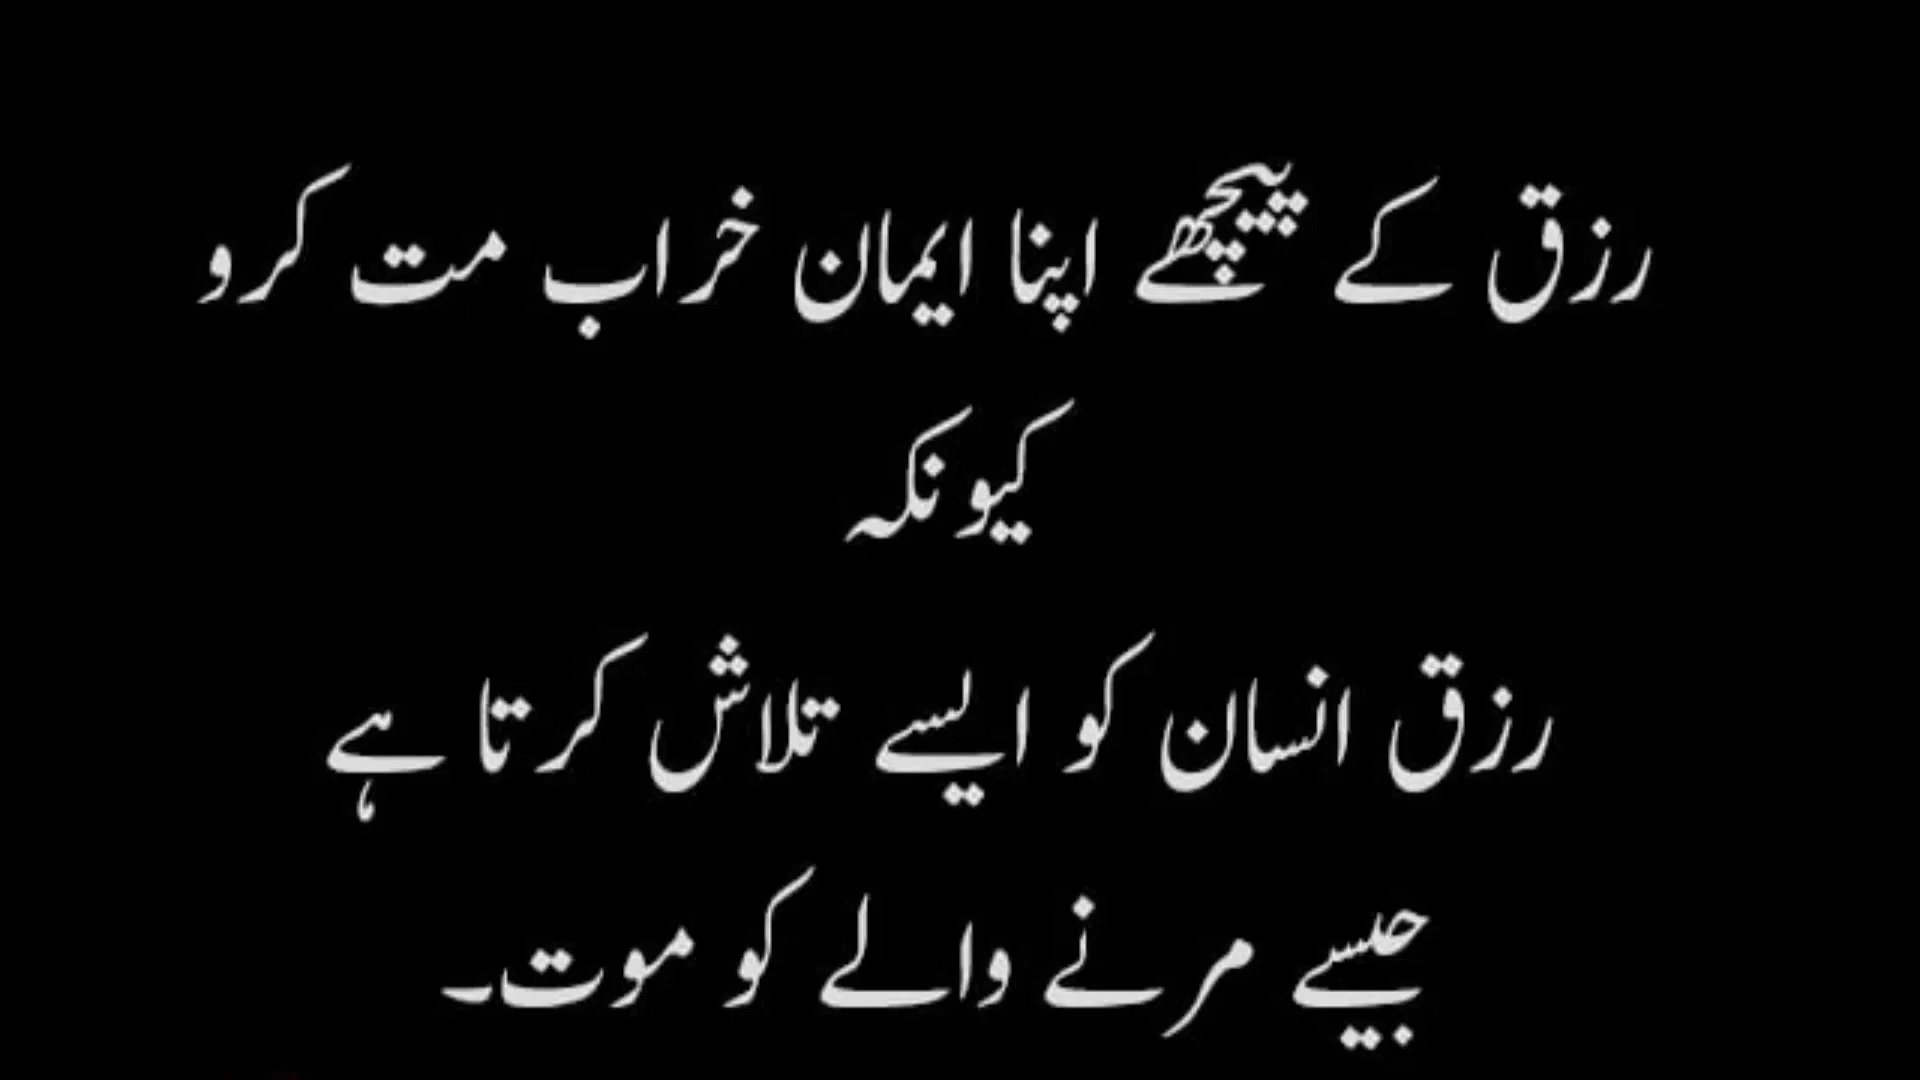 رزق کے پیچھے اپنا ایمان خراب مت کرو
کیونکہ
رزق انسان کو ایسے تلاش کرتا ہے
جیسے مرنے والے کو موت۔